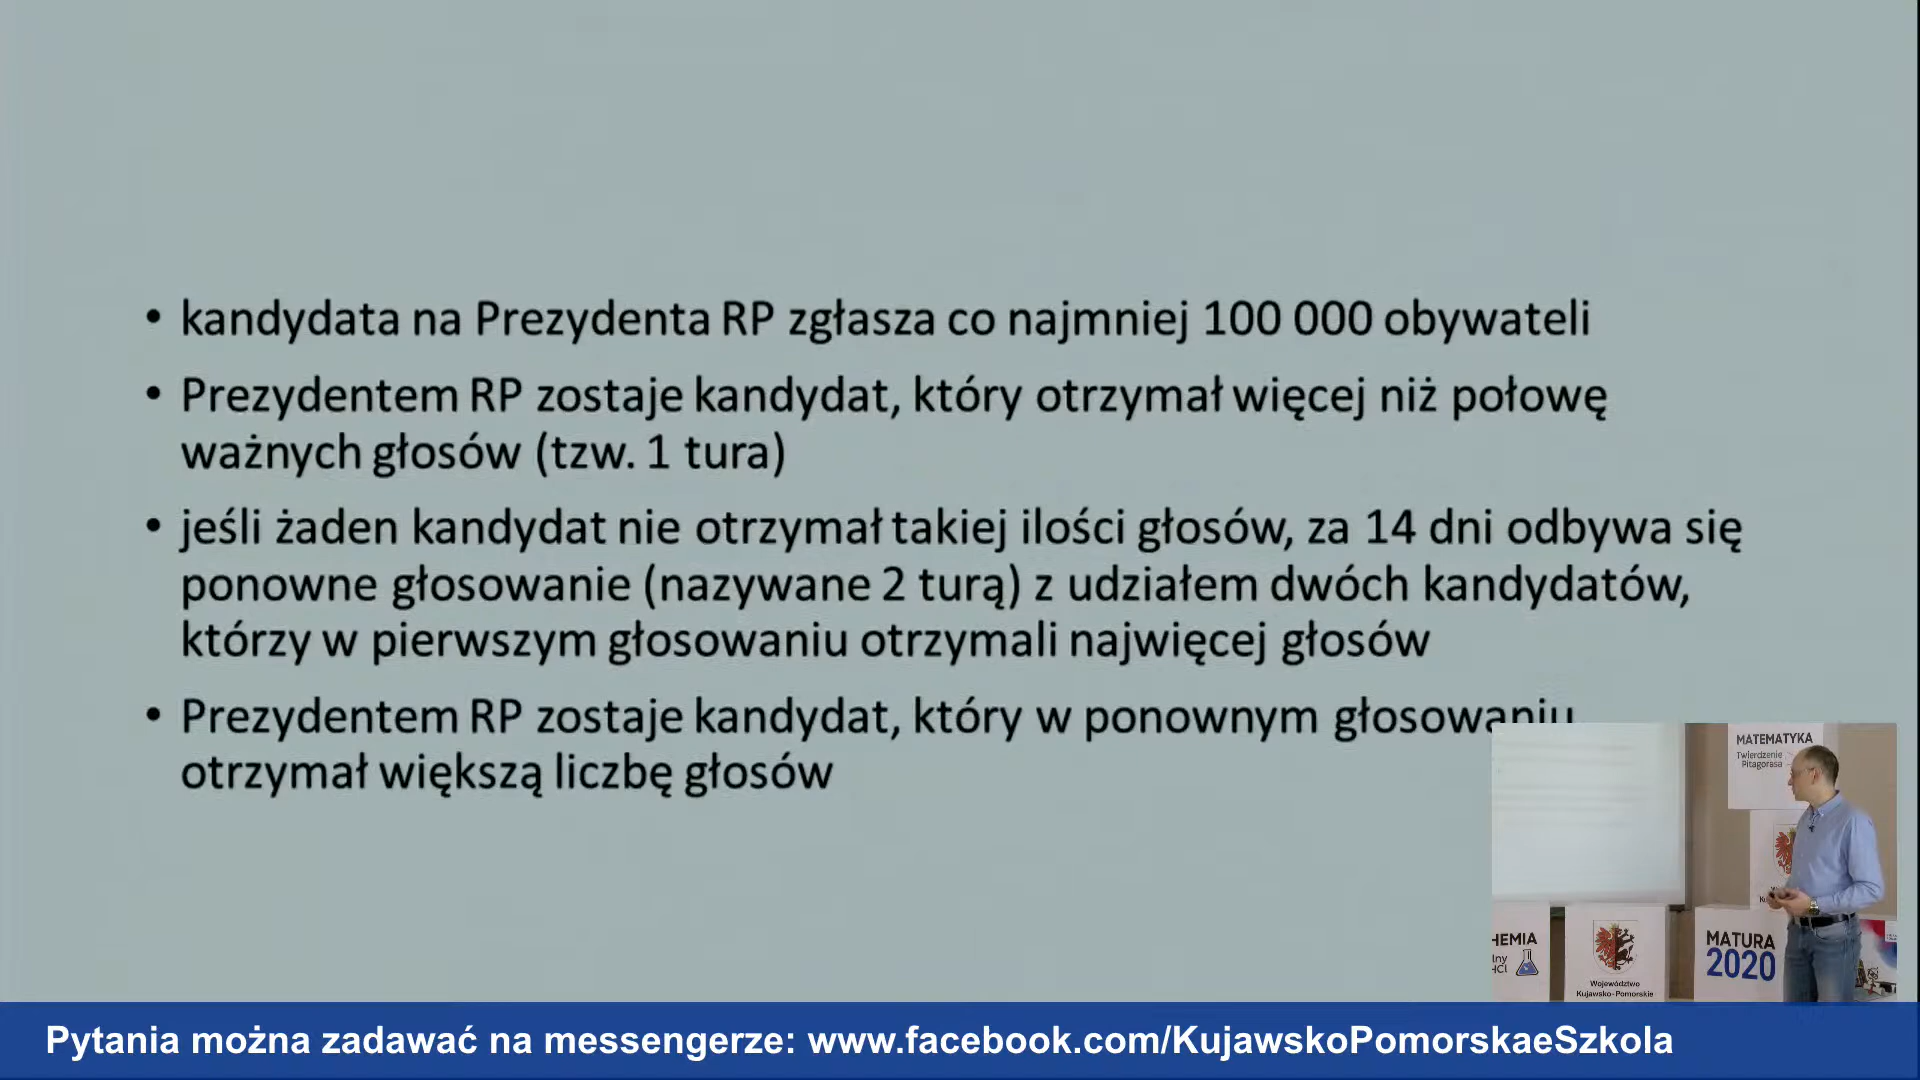 • kandydata na Prezydenta RP zgłasza co najmniej 100 000 obywateli
• Prezydentem RP zostaje kandydat, który otrzymał więcej niż połowę
ważnych głosów (tzw. 1 tura)
• jeśli żaden kandydat nie otrzymał takiej ilości głosów, za 14 dni odbywa się
ponowne głosowanie (nazywane 2 turą) z udziałem dwóch kandydatów,
którzy w pierwszym głosowaniu otrzymali najwięcej głosów
• Prezydentem RP zostaje kandydat, który w ponownym głosowaniu
otrzymał większą liczbę głosów
MATEMATYKA
Twierdzenie
Pitagorasa
HEMIA
lny
HCl
Województwo
Kujawsko-Pomorskie
MATURA
2020
Pytania można zadawać na messengerze: www.facebook.com/KujawskoPomorskaeSzkola